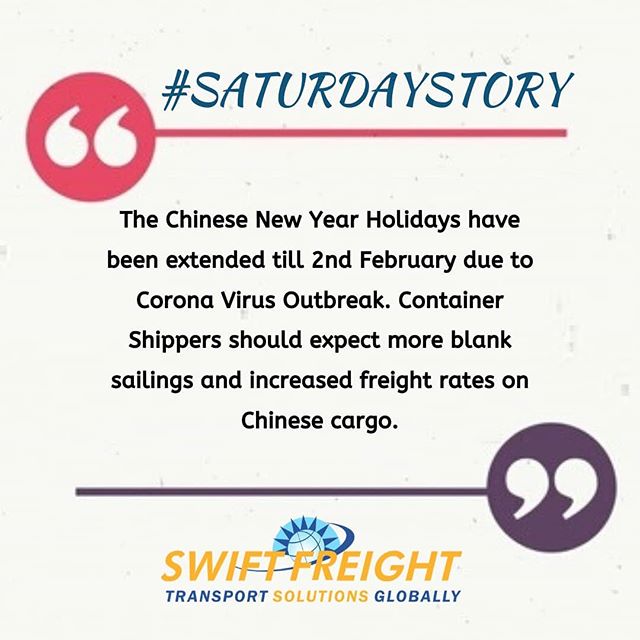 #SATURDAYSTORY
The Chinese New Year Holidays have
been extended till 2nd February due to
Corona Virus Outbreak. Container
Shippers should expect more blank
sailings and increased freight rates on
Chinese cargo.
SWIFT FREIGHT
TRANSPORT SOLUTIONS GLOBALLY